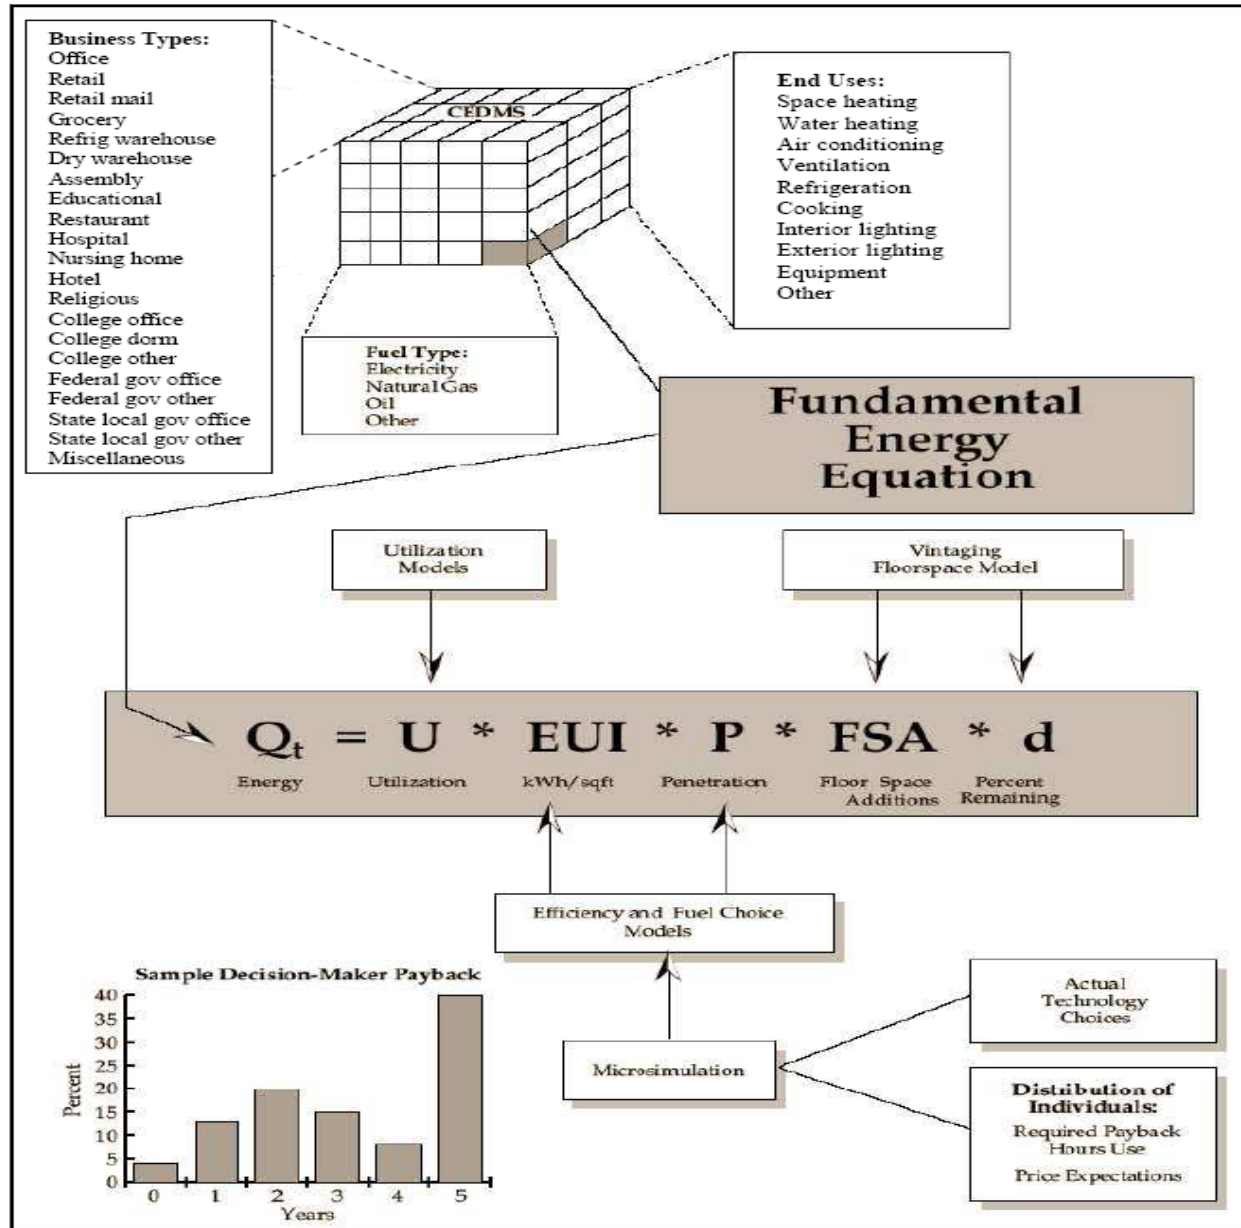 Business Types:
Office
Retail
Retail mail
Grocery
Refrig warehouse
Dry warehouse
Assembly
Educational
Restaurant
Hospital
Nursing home
Hotel
Religious
College office
College dorm
College other
Federal gov office
Federal gov other
State local gov office
State local gov other
Miscellaneous
CEDMS
End Uses:
Space heating
Water heating
Air conditioning
Ventilation
Refrigeration
Cooking
Interior lighting
Exterior lighting
Equipment
Other
Fuel Type:
Electricity
Natural Gas
Oil
Other
Fundamental
Energy
Equation
Utilization
Models
Vintaging
Floorspace Model
Qt = U * EUI * P * FSA * d
Energy Utilization kWh/sqft Penetration Floor Space Percent
Additions Remaining
Efficiency and Fuel Choice
Models
Sample Decision-Maker Payback
40
35
30
25
20
15
10
5
0
Percent
0 1 2 3 4 5
Years
Microsimulation
Actual
Technology
Choices
Distribution of
Individuals:
Required Payback
Hours Use
Price Expectations